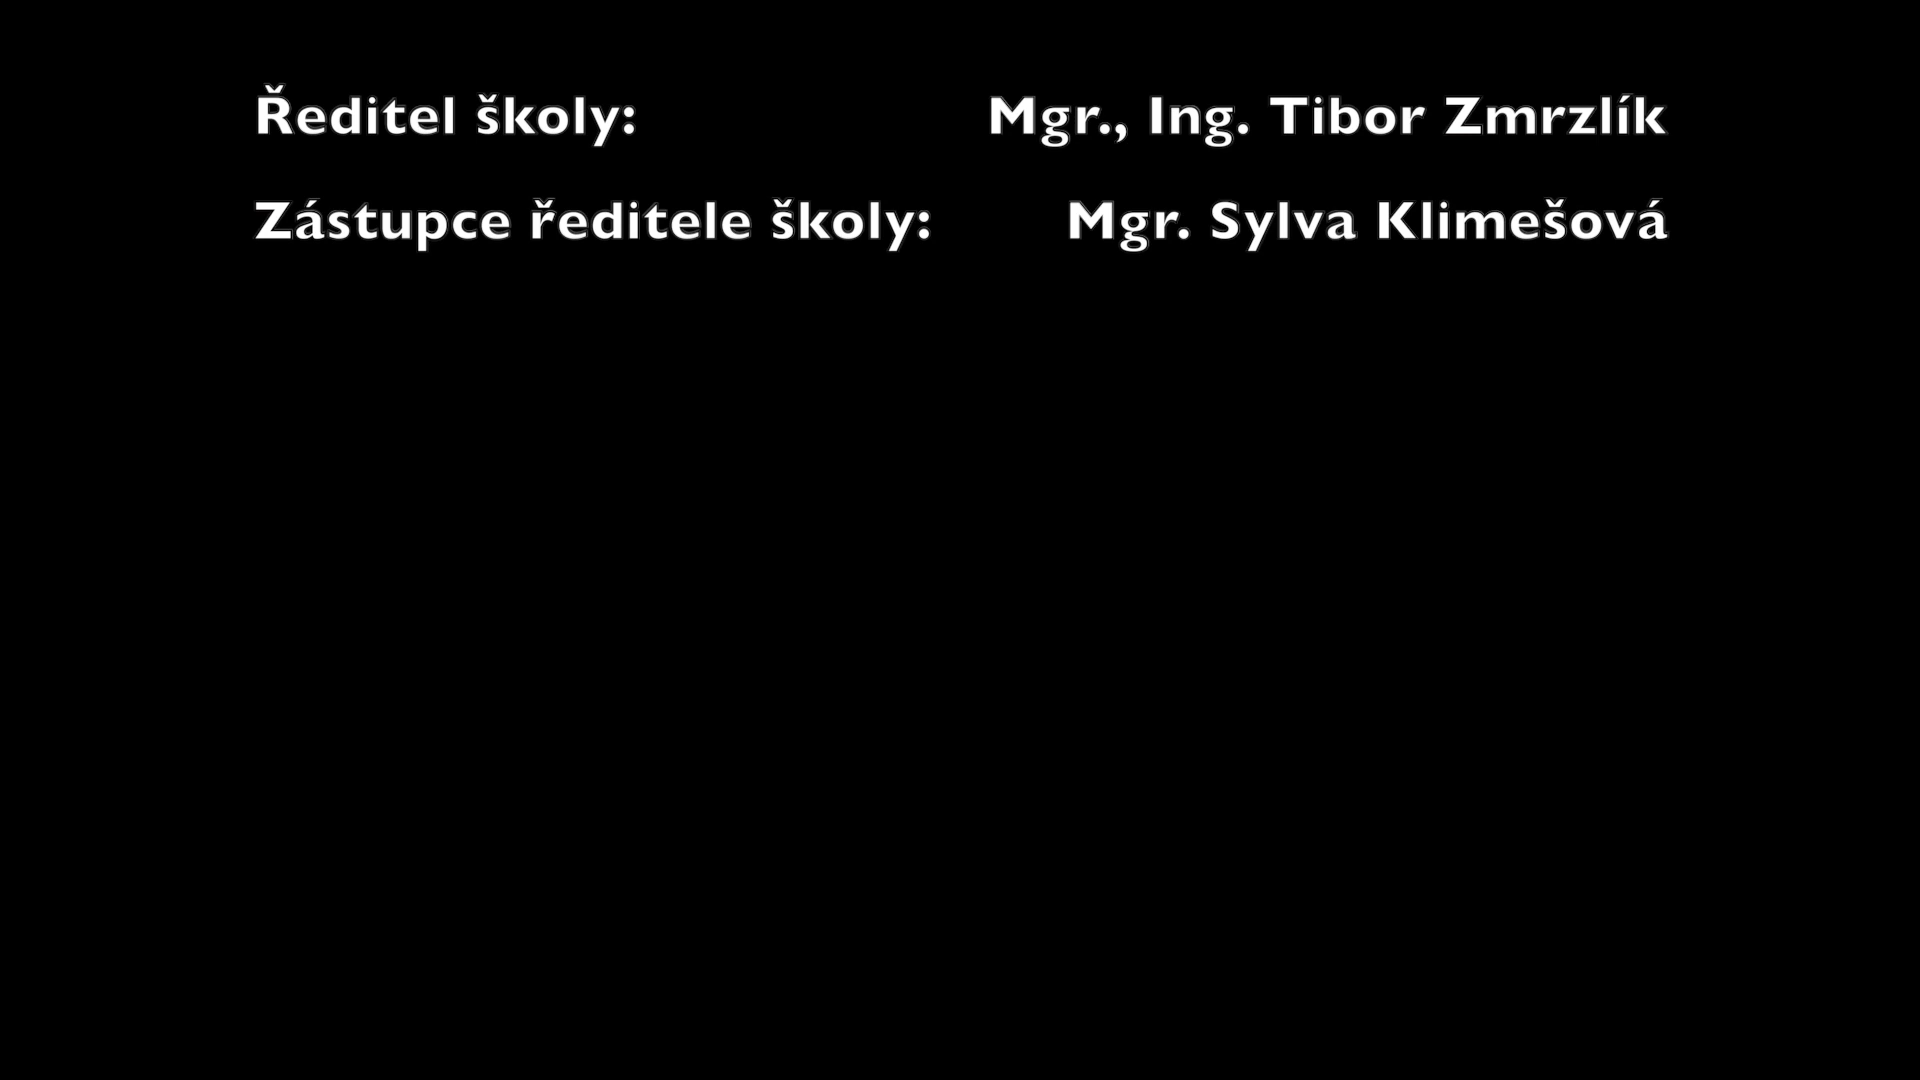 Ředitel školy: Mgr., Ing. Tibor Zmrzlík
Zástupce ředitele školy: Mgr. Sylva Klimešová